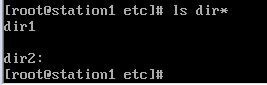 [root@station1 etc]# ls dir*
dir1

dir2:
[root@station1 etc]#